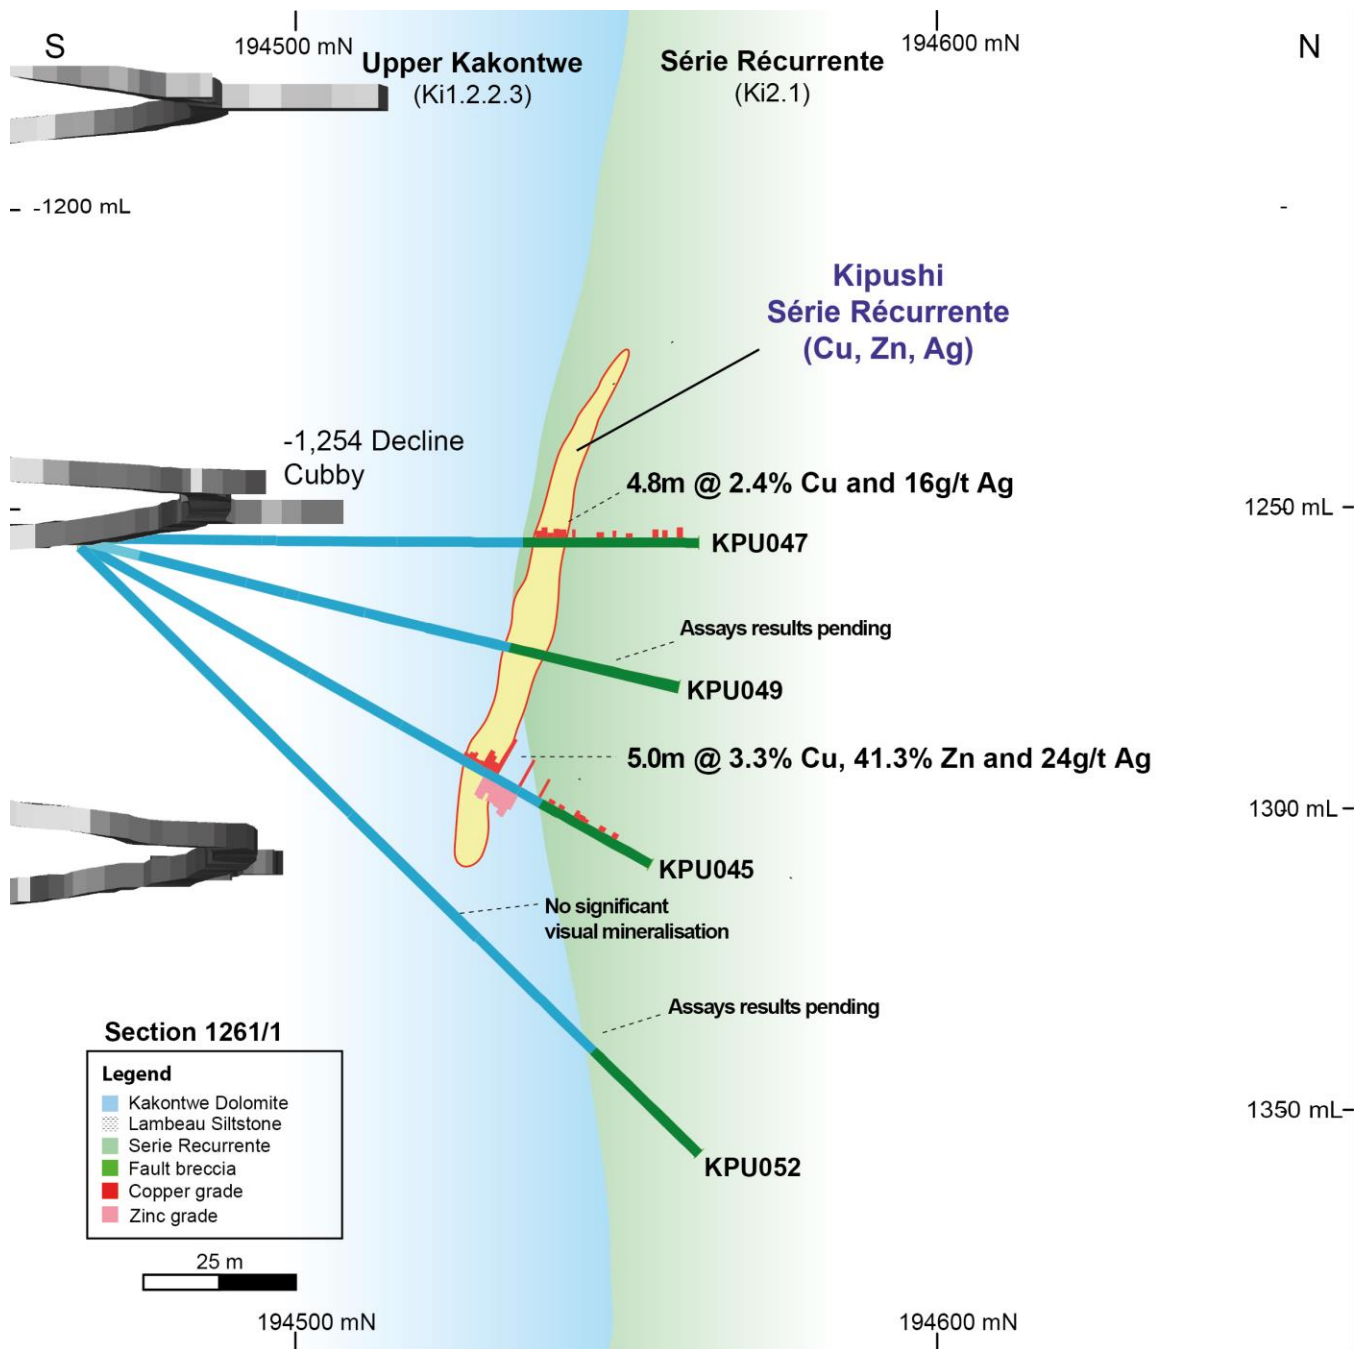 S
194500 mN
194600 mN
N
Upper Kakontwe
(Ki1.2.2.3)
Série Récurrente
(Ki2.1)
-1200 mL
-
Kipushi
Série Récurrente
(Cu, Zn, Ag)
-1,254 Decline
Cubby
4.8m @ 2.4% Cu and 16g/t Ag
1250 mL
KPU047
Assays results pending
KPU049
5.0m @ 3.3% Cu, 41.3% Zn and 24g/t Ag
1300 mL
KPU045
No significant
visual mineralisation
Assays results pending
Section 1261/1
Legend
Kakontwe Dolomite
Lambeau Siltstone
Serie Recurrente
Fault breccia
Copper grade
Zinc grade
1350 mL
KPU052
25 m
194500 mN
194600 mN